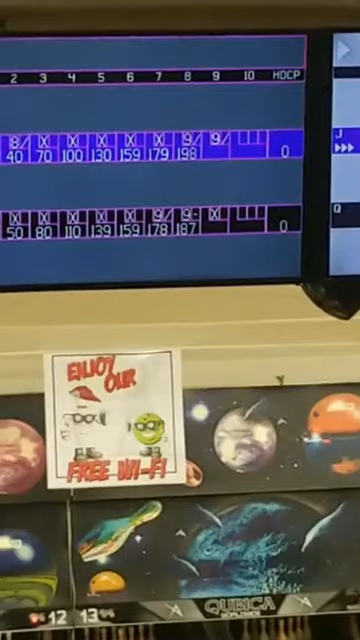 2 3 4 5 6 7 8 9 10 HDCP
8/ X X X X X 9/ 9/
40 70 100 130 159 179 198 0
J
X X X X X 9/ 9- X
50 80 110 139 159 178 187 0
Q
ENJOY
OUR
FREE WI-FI
12 13
QUBICA
WORLDWIDE